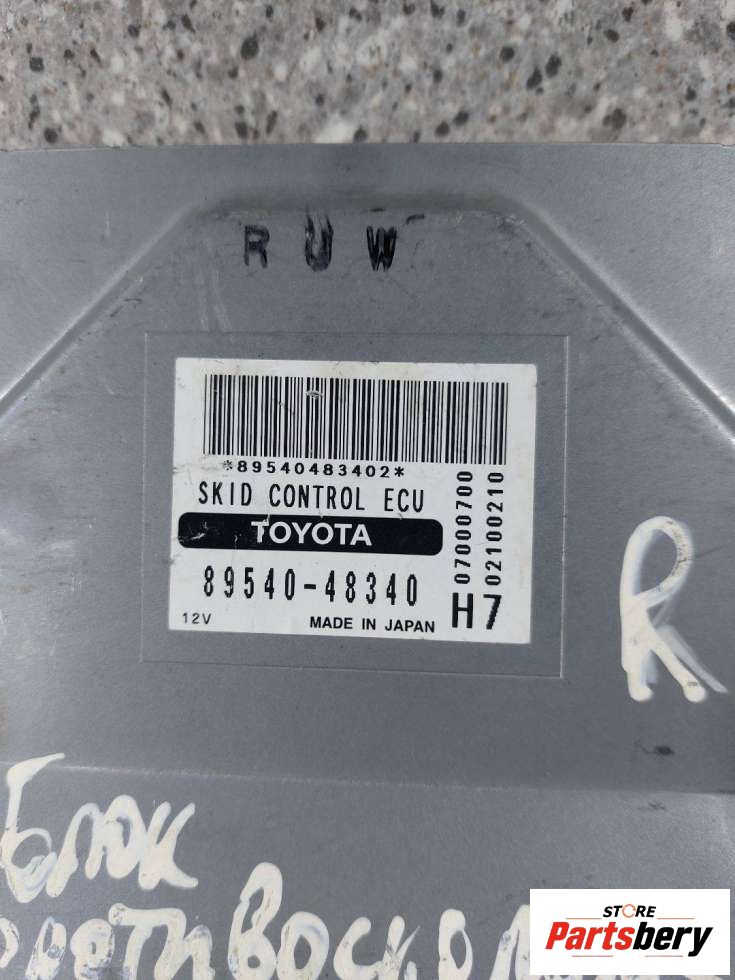 RUW
*89540483402*
SKID CONTROL ECU
TOYOTA
89540-48340
12V
MADE IN JAPAN
H7
07000700
02100210
R
Блок
STORE
Partsbery